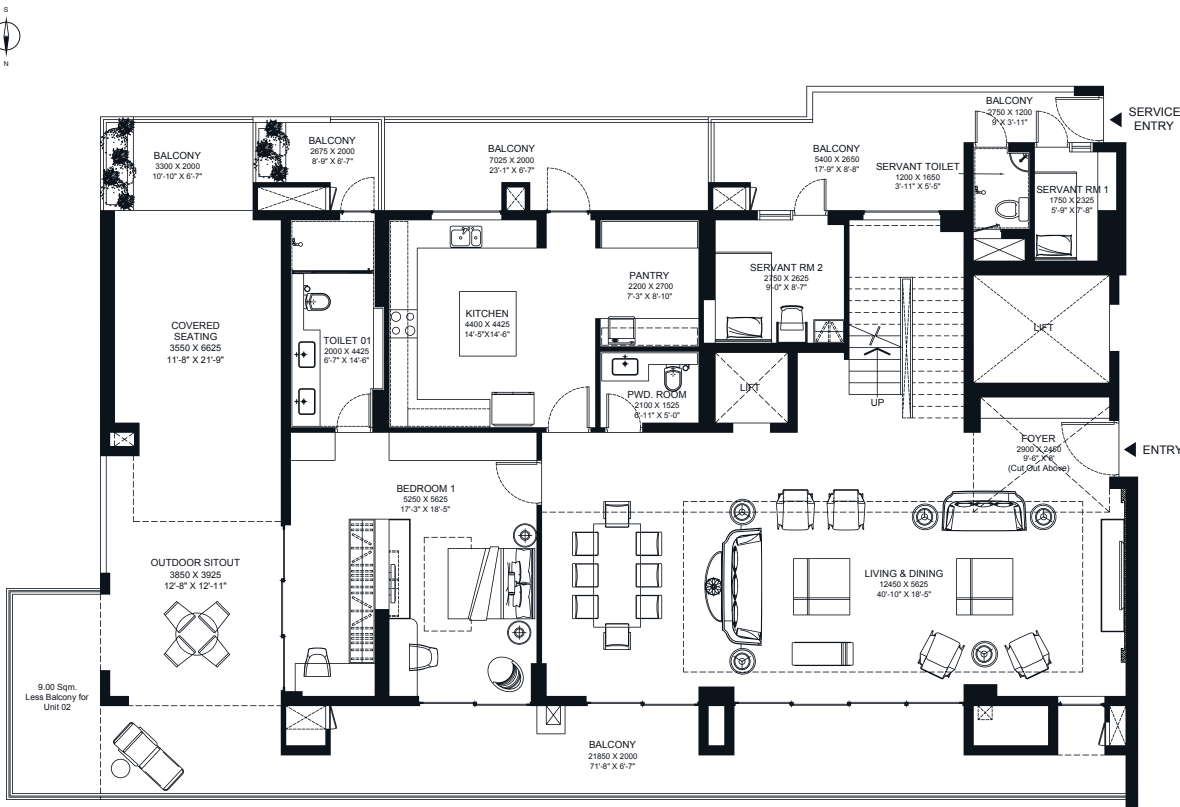 S
N
BALCONY
2750 X 1200
9' X 3'-11"
SERVICE
ENTRY
BALCONY
3300 X 2000
10'-10" X 6'-7"
BALCONY
2675 X 2000
8'-9" X 6'-7"
BALCONY
7025 X 2000
23'-1" X 6'-7"
BALCONY
5400 X 2650
17'-9" X 8'-8"
SERVANT TOILET
1200 X 1650
3'-11" X 5'-5"
SERVANT RM 1
1750 X 2325
5'-9" X 7'-8"
COVERED
SEATING
3550 X 6625
11'-8" X 21'-9"
TOILET 01
2000 X 4425
6'-7" X 14'-6"
KITCHEN
4400 X 4425
14'-5"X14'-6"
PANTRY
2200 X 2700
7'-3" X 8'-10"
SERVANT RM 2
2750 X 2625
9'-0" X 8'-7"
LIFT
LIFT
PWD. ROOM
2100 X 1525
6'-11" X 5'-0"
UP
FOYER
2900 X 2450
9'-6" X 8'
(Cut Out Above)
ENTRY
BEDROOM 1
5250 X 5625
17'-3" X 18'-5"
OUTDOOR SITOUT
3850 X 3925
12'-8" X 12'-11"
LIVING & DINING
12450 X 5625
40'-10" X 18'-5"
9.00 Sqm.
Less Balcony for
Unit 02
BALCONY
21850 X 2000
71'-8" X 6'-7"